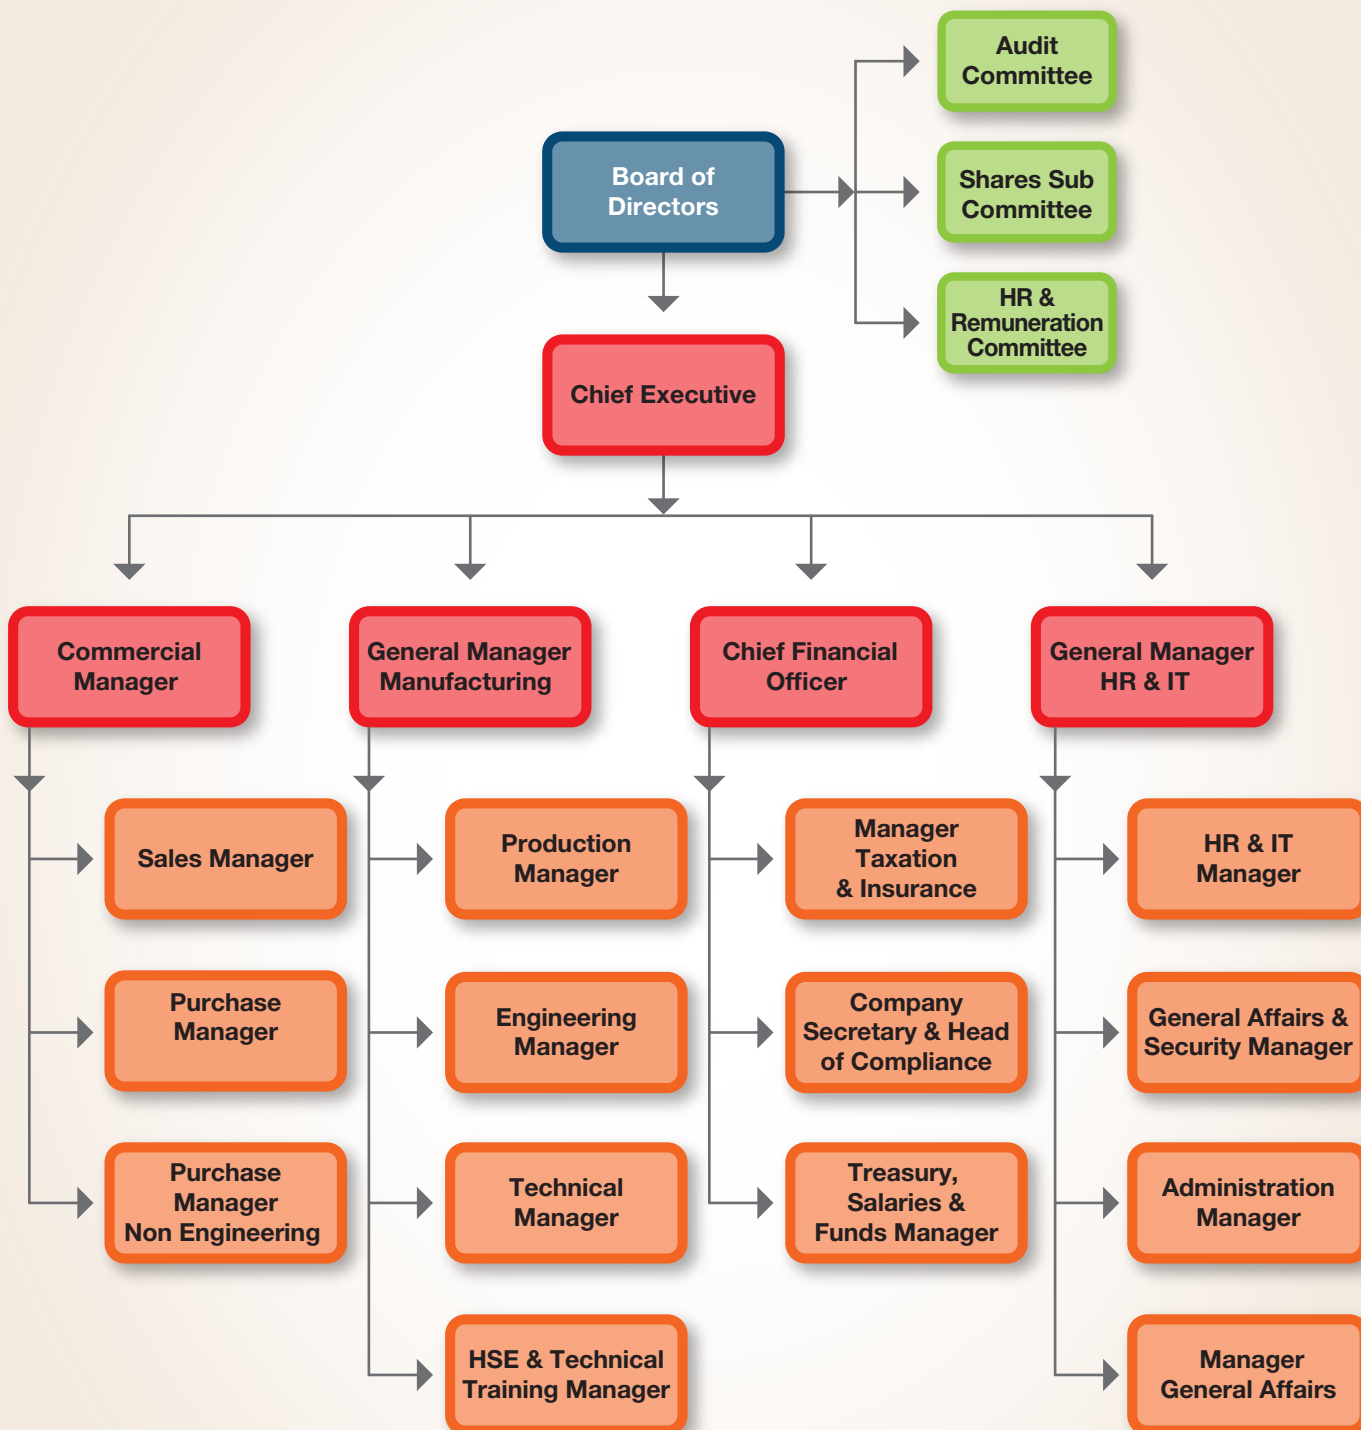 Audit
Committee
Board of
Directors
Shares Sub
Committee
HR &
Remuneration
Committee
Chief Executive
Commercial
Manager
General Manager
Manufacturing
Chief Financial
Officer
General Manager
HR & IT
Sales Manager
Production
Manager
Manager
Taxation
& Insurance
HR & IT
Manager
Purchase
Manager
Engineering
Manager
Company
Secretary & Head
of Compliance
General Affairs &
Security Manager
Purchase
Manager
Non Engineering
Technical
Manager
Treasury,
Salaries &
Funds Manager
Administration
Manager
HSE & Technical
Training Manager
Manager
General Affairs